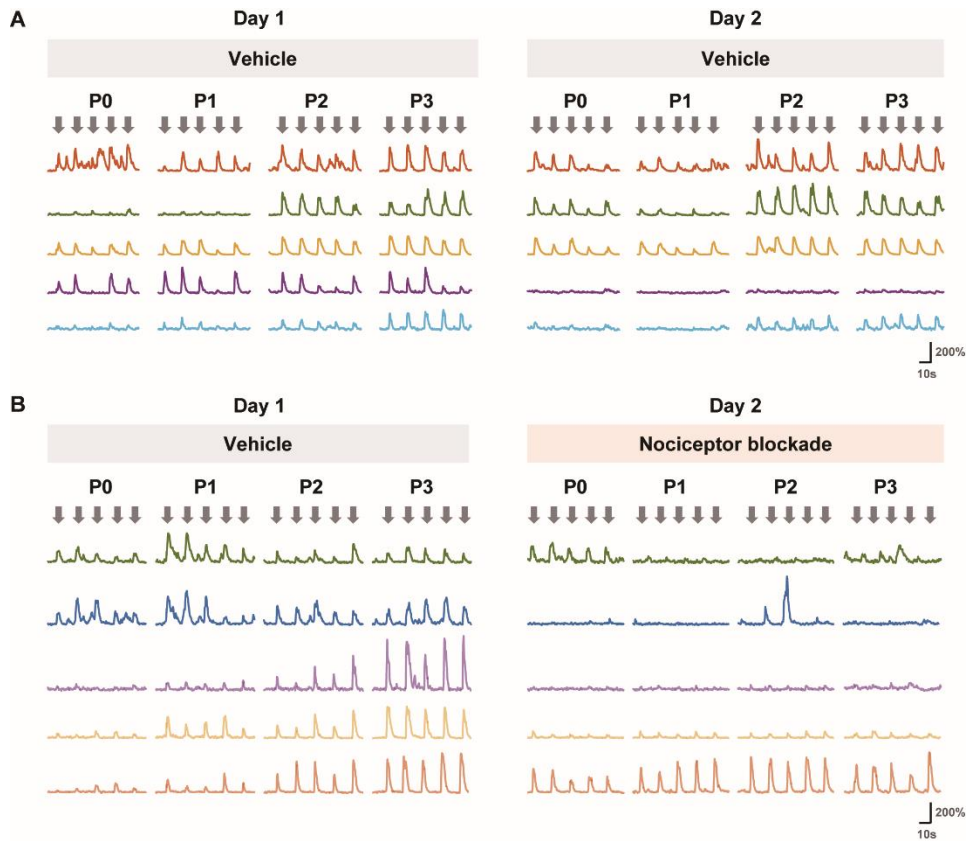 A
Day 1
Day 2
Vehicle
Vehicle
P0 P1 P2 P3
P0 P1 P2 P3
200%
10s
B
Day 1
Day 2
Vehicle
Nociceptor blockade
P0 P1 P2 P3
P0 P1 P2 P3
200%
10s